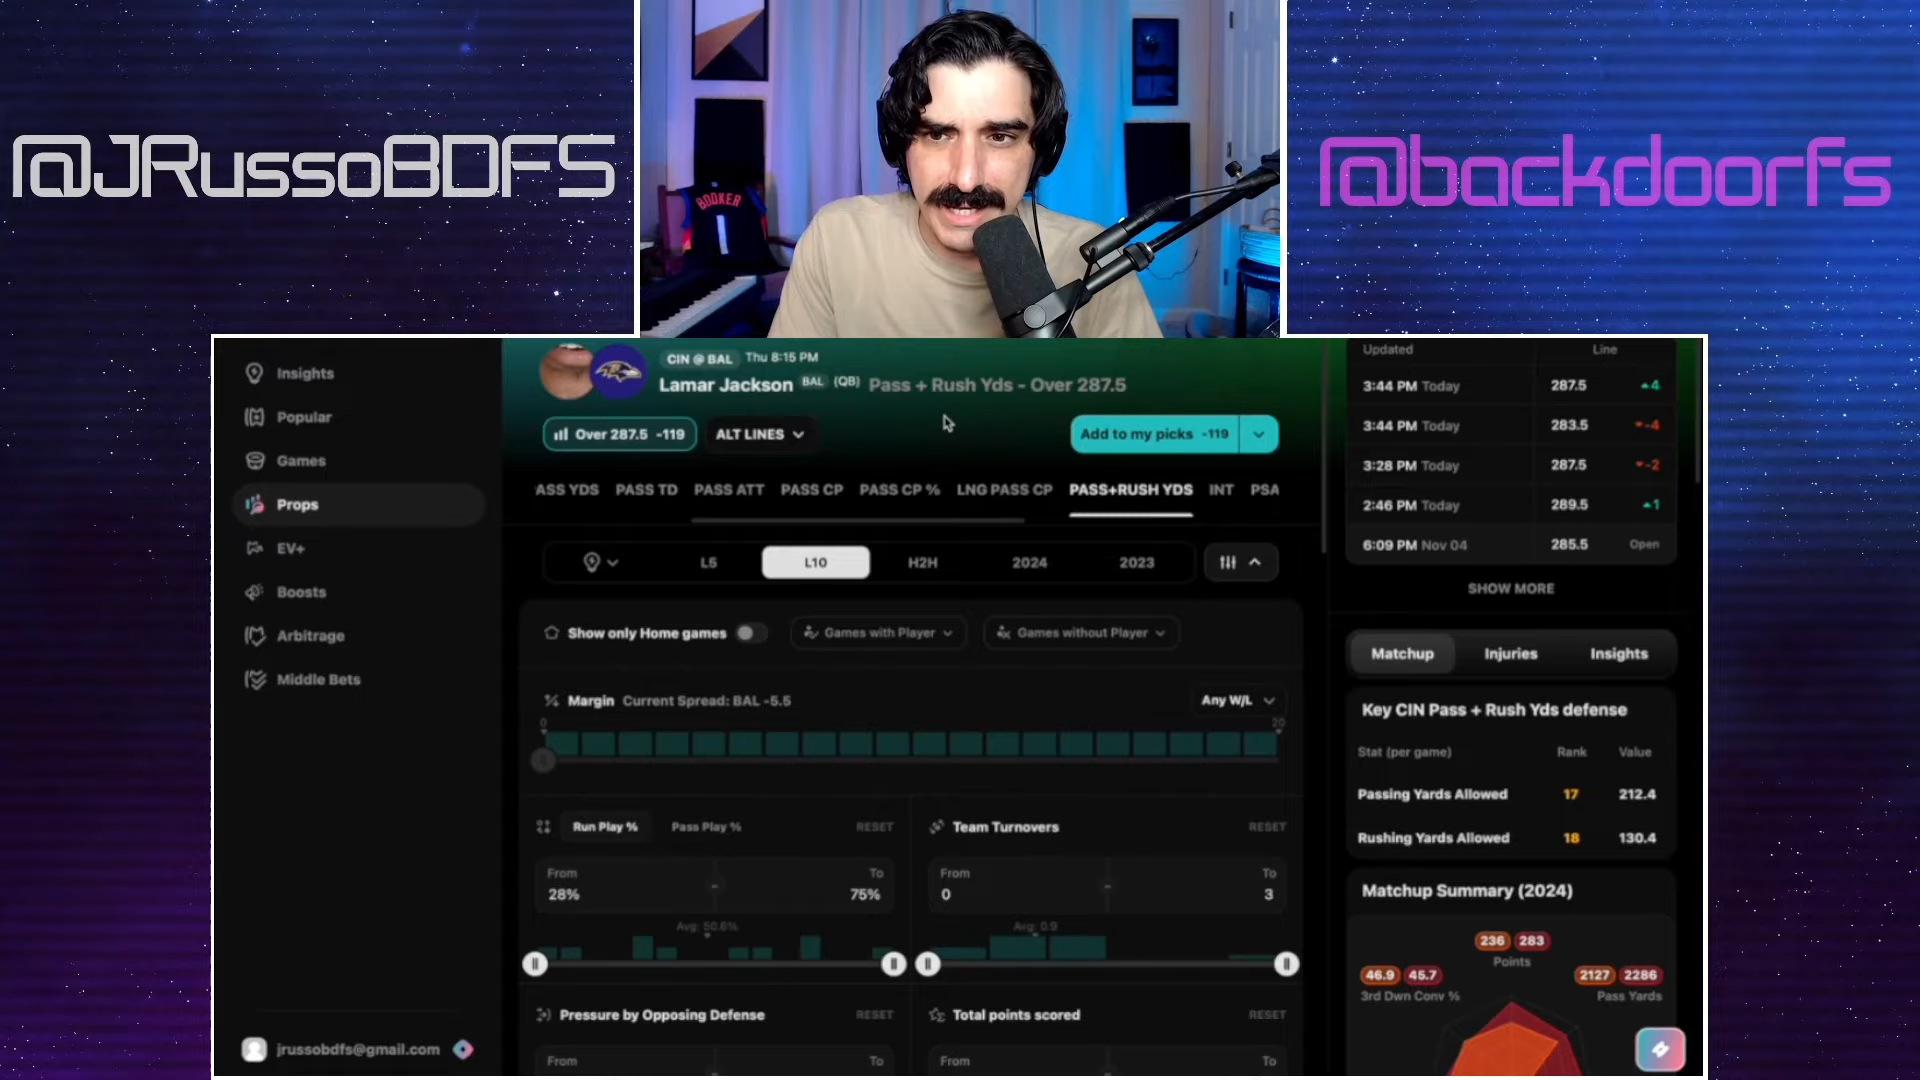 @JRussoBDFS
BOOKER
1
@backdoorfs
Insights
Popular
Games
Props
EV+
Boosts
Arbitrage
Middle Bets
jrussobdfs@gmail.com
CIN @ BAL Thu 8:15 PM
Lamar Jackson BAL (QB) Pass + Rush Yds - Over 287.5
Over 287.5 -119 ALT LINES
Add to my picks -119
ASS YDS PASS TD PASS ATT PASS CP PASS CP % LNG PASS CP PASS+RUSH YDS INT PSA
L5 L10 H2H 2024 2023
Show only Home games Games with Player Games without Player
Margin Current Spread: BAL -5.5 Any W/L
0 20
Run Play % Pass Play % RESET
From To
28% - 75%
Avg: 50.6%
Team Turnovers RESET
From To
0 - 3
Avg: 0.9
Pressure by Opposing Defense RESET
From To
Total points scored RESET
From To
Updated Line
3:44 PM Today 287.5 4
3:44 PM Today 283.5 -4
3:28 PM Today 287.5 -2
2:46 PM Today 289.5 1
6:09 PM Nov 04 285.5 Open
SHOW MORE
Matchup Injuries Insights
Key CIN Pass + Rush Yds defense
Stat (per game) Rank Value
Passing Yards Allowed 17 212.4
Rushing Yards Allowed 18 130.4
Matchup Summary (2024)
236 283
Points
46.9 45.7
3rd Dwn Conv %
2127 2286
Pass Yards